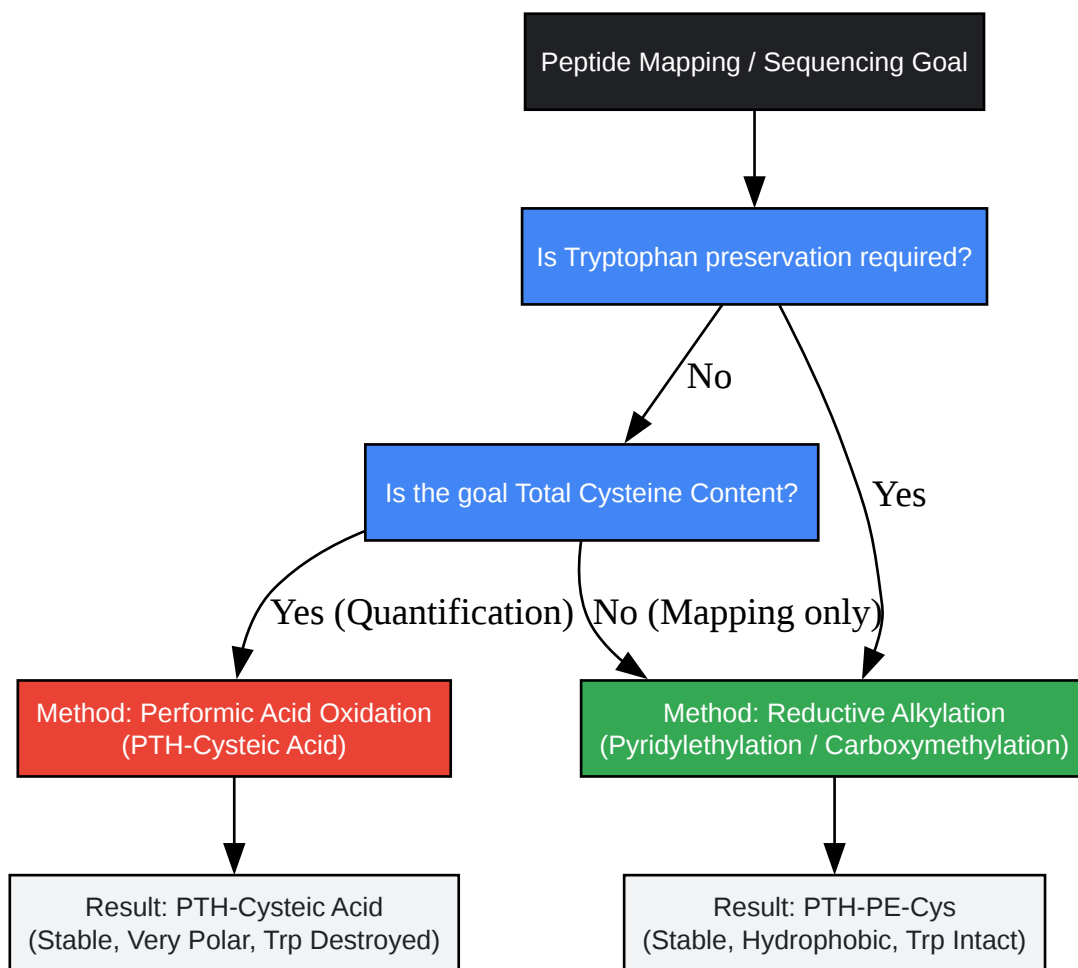 Peptide Mapping / Sequencing Goal
Is Tryptophan preservation required?
No
Yes
Is the goal Total Cysteine Content?
Yes (Quantification)
No (Mapping only)
Method: Performic Acid Oxidation
(PTH-Cysteic Acid)
Method: Reductive Alkylation
(Pyridylethylation / Carboxymethylation)
Result: PTH-Cysteic Acid
(Stable, Very Polar, Trp Destroyed)
Result: PTH-PE-Cys
(Stable, Hydrophobic, Trp Intact)